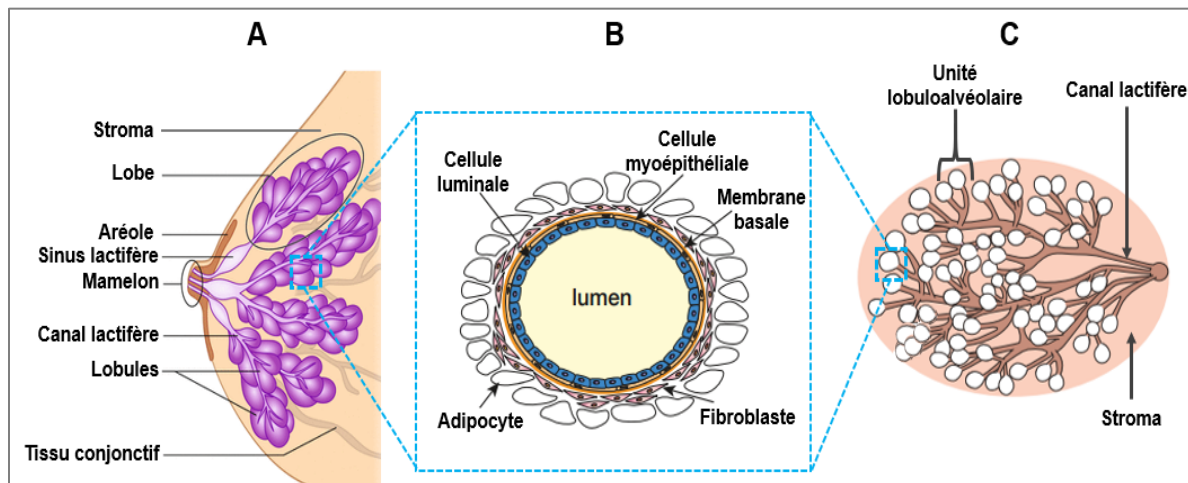 A
B
C
Stroma
Lobe
Aréole
Sinus lactifère
Mamelon
Canal lactifère
Lobules
Tissu conjonctif
Cellule
luminale
Cellule
myoépithéliale
Membrane
basale
lumen
Adipocyte
Fibroblaste
Unité
lobuloalvéolaire
Canal lactifère
Stroma